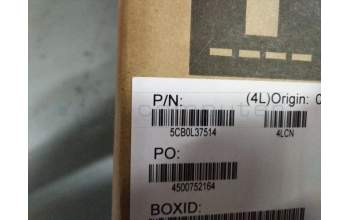 P/N:
(4L)Origin:
5CB0L37514
4LCN
PO:
4500752164
BOXID: